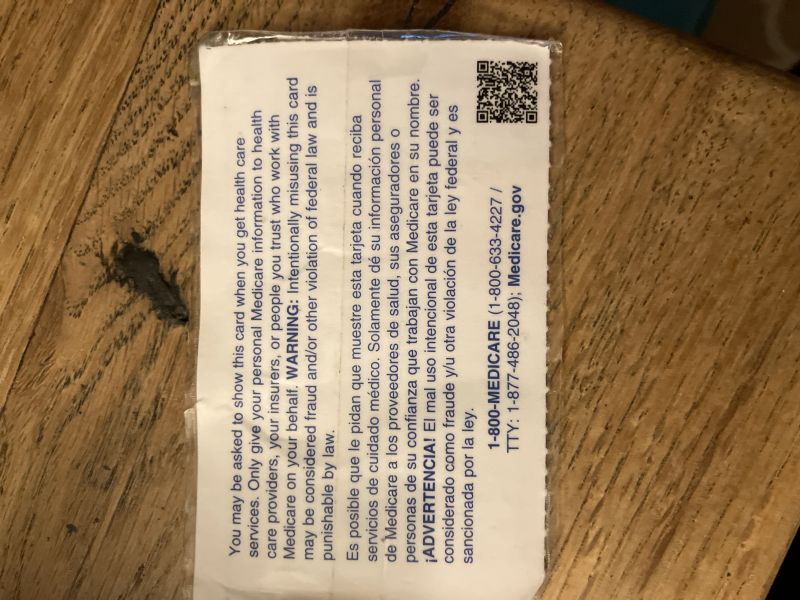 You may be asked to show this card when you get health care
services. Only give your personal Medicare information to health
care providers, your insurers, or people you trust who work with
Medicare on your behalf. WARNING: Intentionally misusing this card
may be considered fraud and/or other violation of federal law and is
punishable by law.
Es posible que le pidan que muestre esta tarjeta cuando reciba
servicios de cuidado médico. Solamente dé su información personal
de Medicare a los proveedores de salud, sus aseguradores o
personas de su confianza que trabajan con Medicare en su nombre.
¡ADVERTENCIA! El mal uso intencional de esta tarjeta puede ser
considerado como fraude y/u otra violación de la ley federal y es
sancionada por la ley.
1-800-MEDICARE (1-800-633-4227 /
TTY: 1-877-486-2048); Medicare.gov